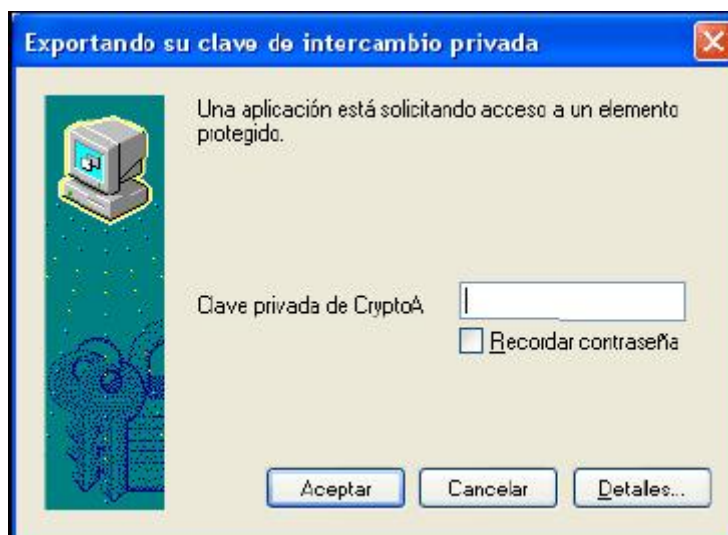 Exportando su clave de intercambio privada
Una aplicación está solicitando acceso a un elemento
protegido.
Clave privada de CryptoA
Recordar contraseña
Aceptar
Cancelar
Detalles...